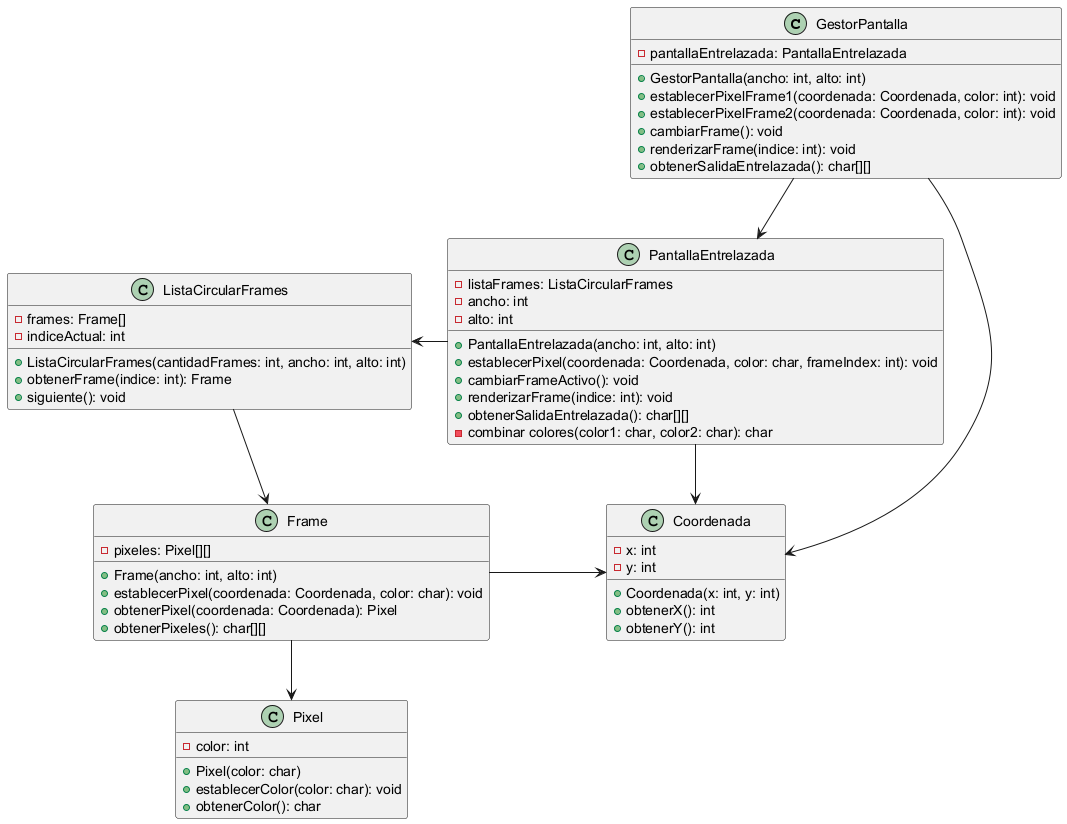 C GestorPantalla
pantallaEntrelazada: PantallaEntrelazada
GestorPantalla(ancho: int, alto: int)
establecerPixelFrame1(coordenada: Coordenada, color: int): void
establecerPixelFrame2(coordenada: Coordenada, color: int): void
cambiarFrame(): void
renderizarFrame(indice: int): void
obtenerSalidaEntrelazada(): char[][]
C PantallaEntrelazada
listaFrames: ListaCircularFrames
ancho: int
alto: int
PantallaEntrelazada(ancho: int, alto: int)
establecerPixel(coordenada: Coordenada, color: char, frameIndex: int): void
cambiarFrameActivo(): void
renderizarFrame(indice: int): void
obtenerSalidaEntrelazada(): char[][]
combinar colores(color1: char, color2: char): char
C ListaCircularFrames
frames: Frame[]
indiceActual: int
ListaCircularFrames(cantidadFrames: int, ancho: int, alto: int)
obtenerFrame(indice: int): Frame
siguiente(): void
C Frame
pixeles: Pixel[][]
Frame(ancho: int, alto: int)
establecerPixel(coordenada: Coordenada, color: char): void
obtenerPixel(coordenada: Coordenada): Pixel
obtenerPixeles(): char[][]
C Coordenada
x: int
y: int
Coordenada(x: int, y: int)
obtenerX(): int
obtenerY(): int
C Pixel
color: int
Pixel(color: char)
establecerColor(color: char): void
obtenerColor(): char